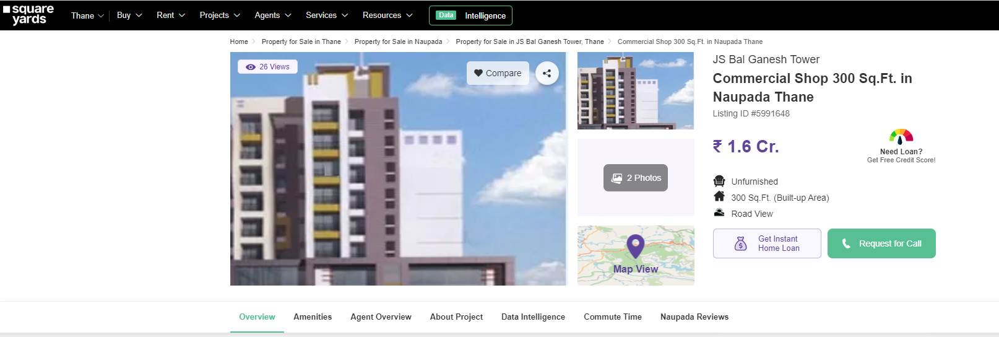 square
yards
Thane
Buy
Rent
Projects
Agents
Services
Resources
Data Intelligence
Home
Property for Sale in Thane
Property for Sale in Naupada
Property for Sale in JS Bal Ganesh Tower, Thane
Commercial Shop 300 Sq.Ft. in Naupada Thane
26 Views
Compare
2 Photos
Map View
JS Bal Ganesh Tower
Commercial Shop 300 Sq.Ft. in
Naupada Thane
Listing ID #5991648
₹ 1.6 Cr.
Need Loan?
Get Free Credit Score!
Unfurnished
300 Sq.Ft. (Built-up Area)
Road View
Get Instant
Home Loan
Request for Call
Overview
Amenities
Agent Overview
About Project
Data Intelligence
Commute Time
Naupada Reviews